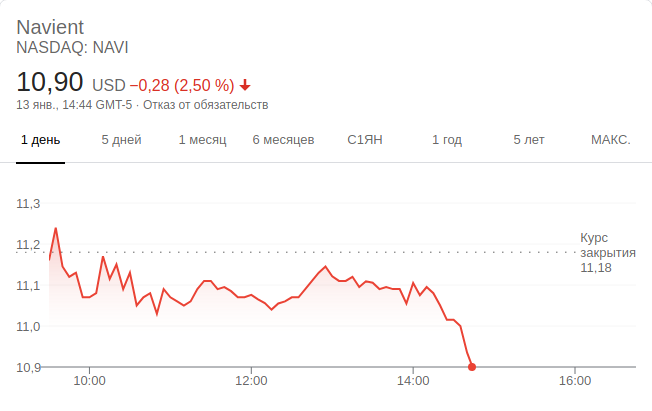 Navient
NASDAQ: NAVI
10,90 USD −0,28 (2,50 %)
13 янв., 14:44 GMT-5 · Отказ от обязательств
1 день 5 дней 1 месяц 6 месяцев С1ЯН 1 год 5 лет МАКС.
11,3
11,2
11,1
11,0
10,9
Курс
закрытия
11,18
10:00 12:00 14:00 16:00